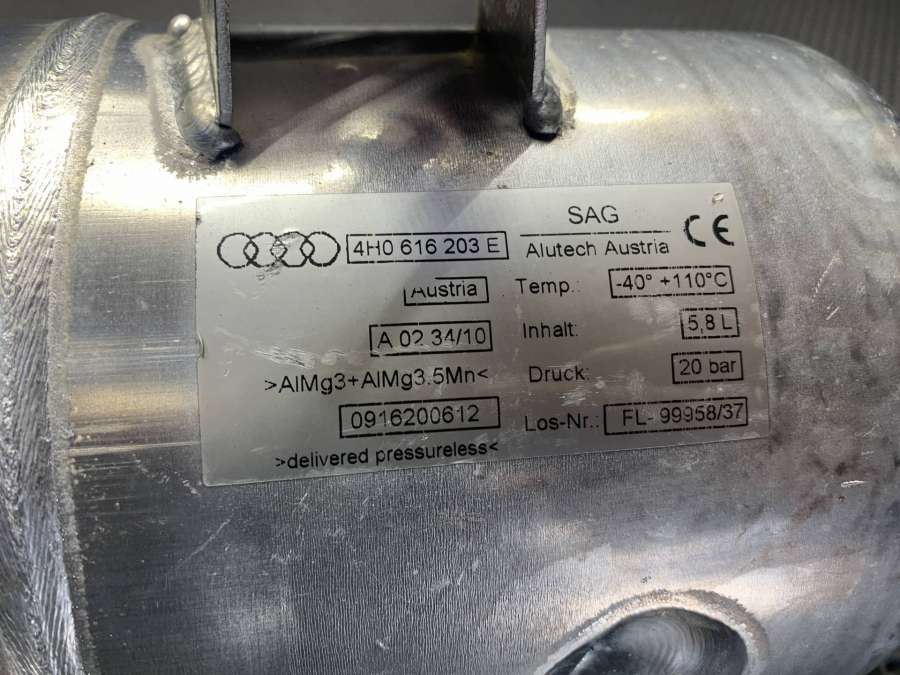 4H0 616 203 E
Austria
A 02 34/10
>AlMg3+AlMg3.5Mn<
0916200612
>delivered pressureless<
SAG
Alutech Austria
CE
Temp.: -40° +110°C
Inhalt: 5,8 L
Druck: 20 bar
Los-Nr.: FL- 99958/37